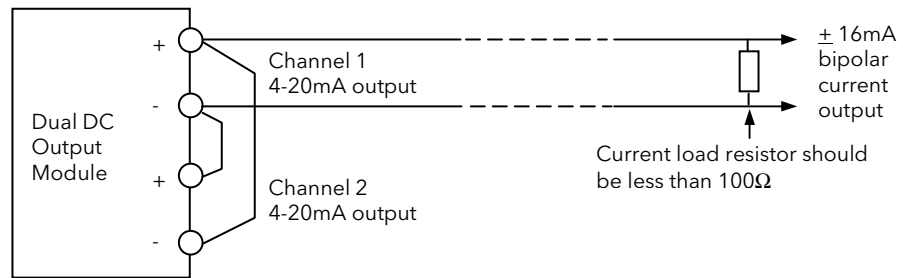 +
-
+
-
Dual DC
Output
Module
Channel 1
4-20mA output
Channel 2
4-20mA output
± 16mA
bipolar
current
output
Current load resistor should
be less than 100Ω